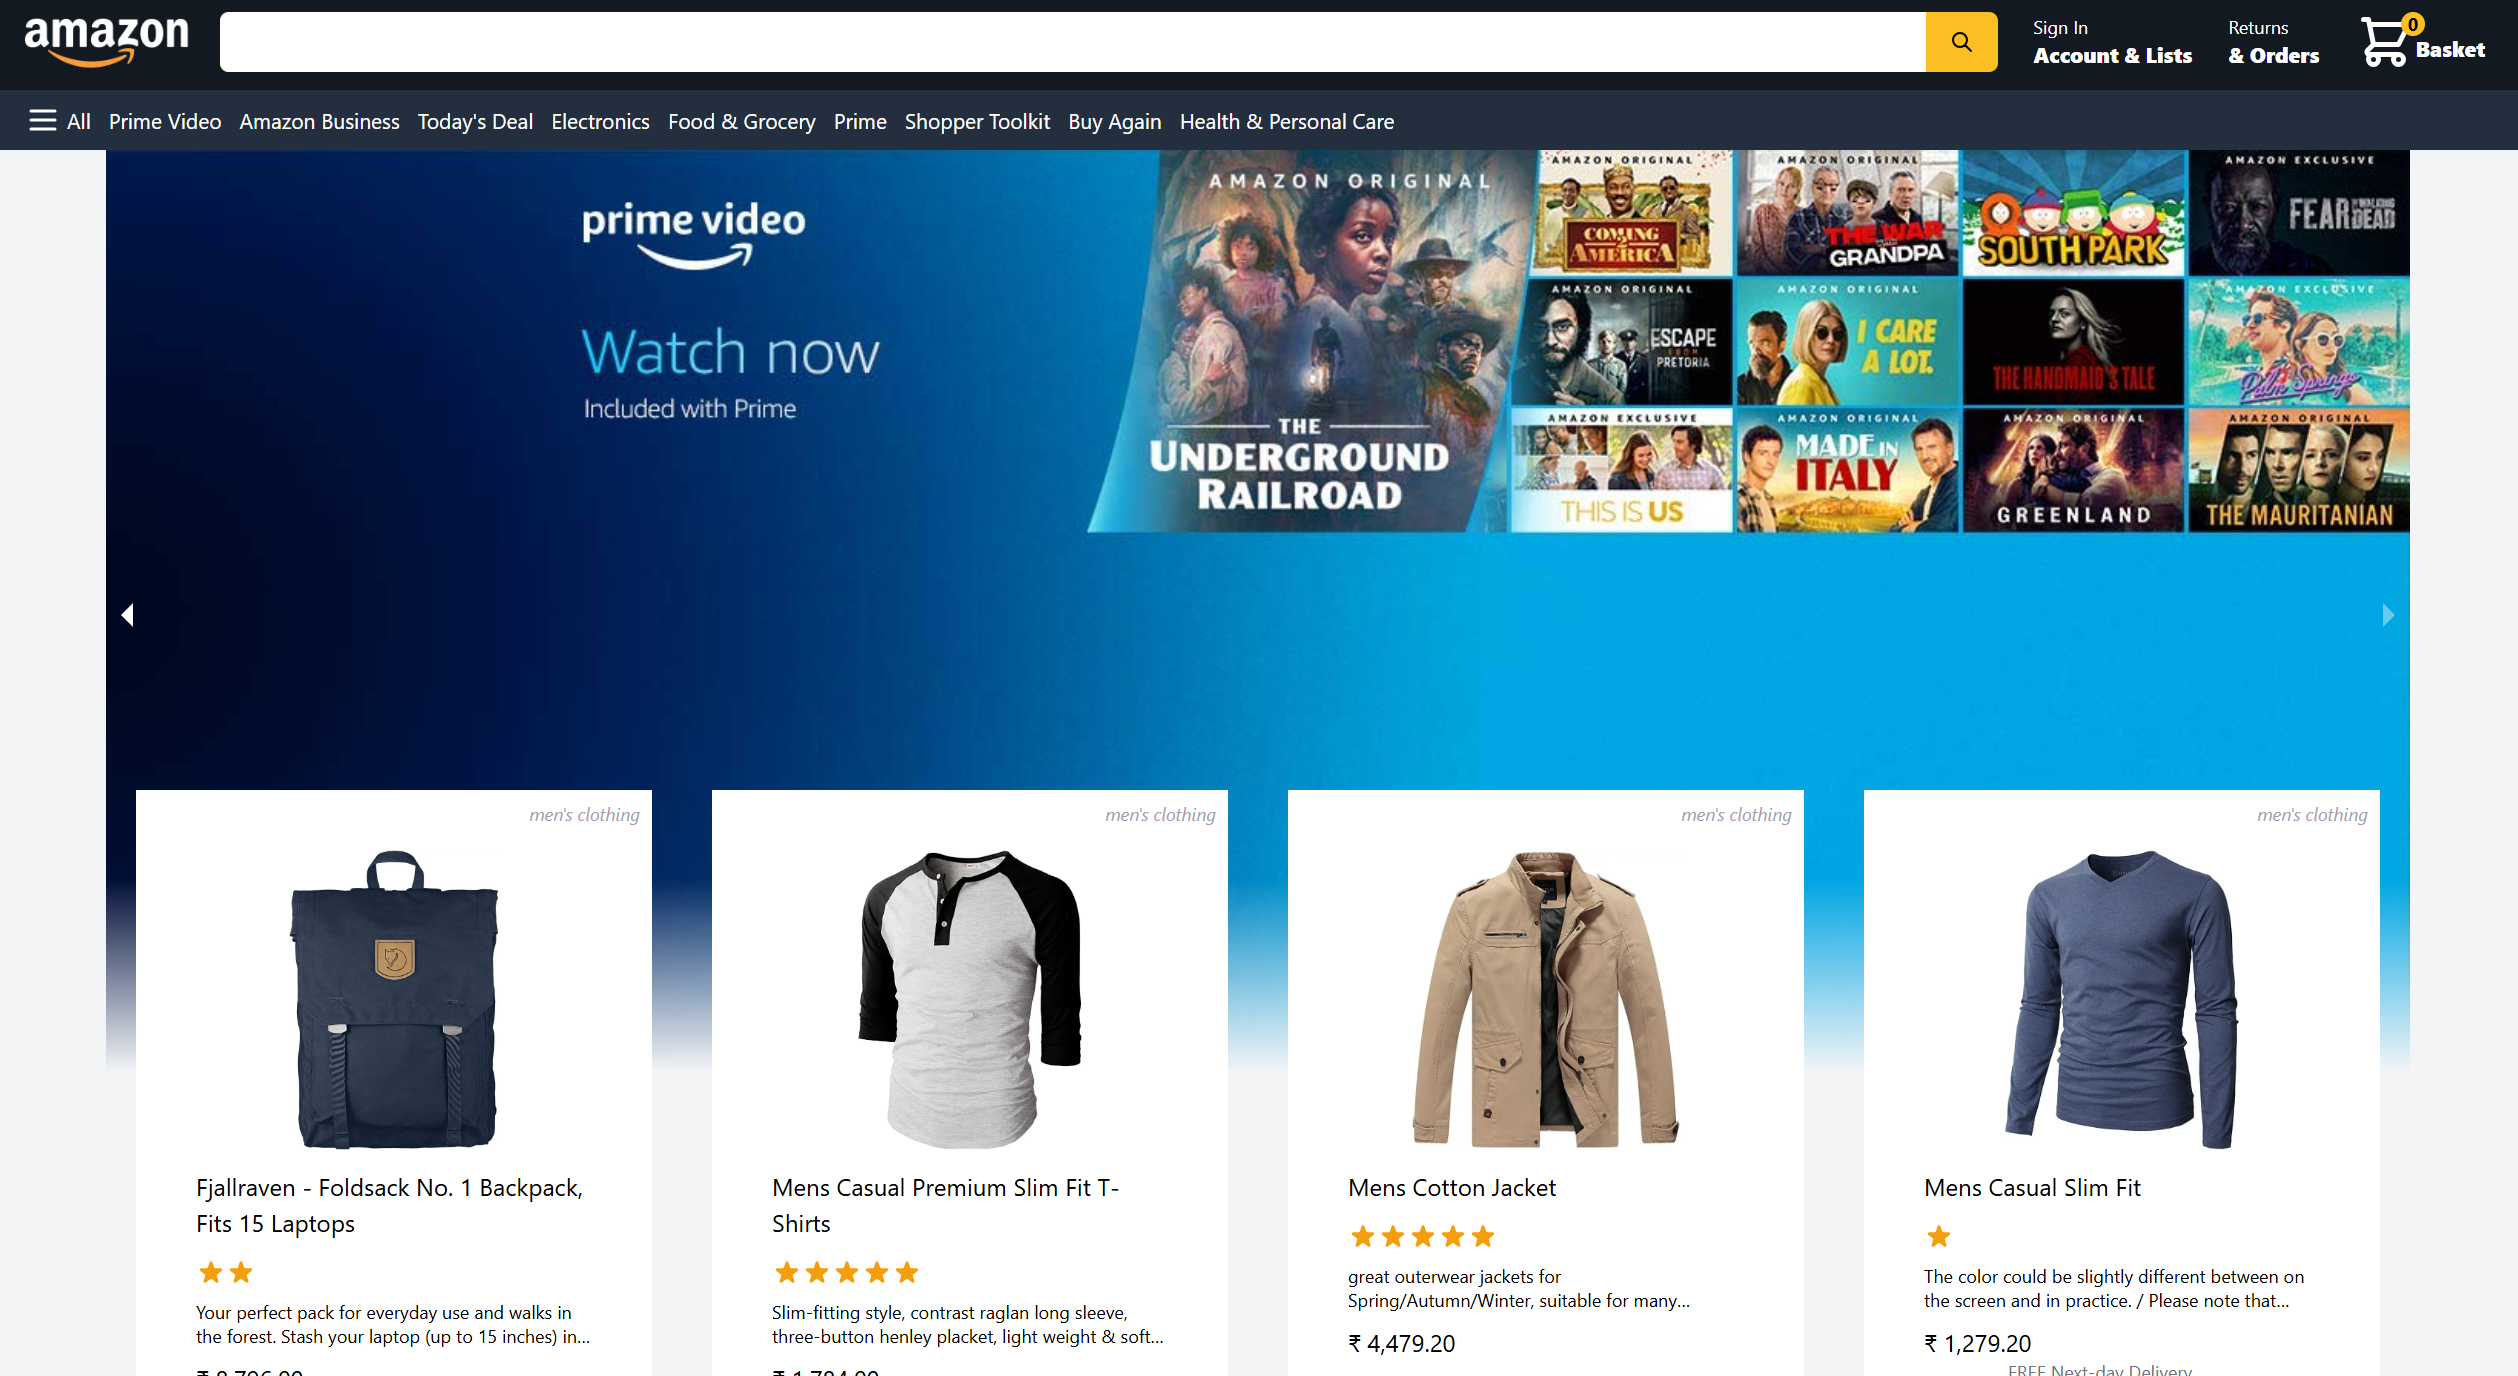 amazon
Sign In
Account & Lists
Returns
& Orders
0
Basket
All Prime Video Amazon Business Today's Deal Electronics Food & Grocery Prime Shopper Toolkit Buy Again Health & Personal Care
prime video
Watch now
Included with Prime
AMAZON ORIGINAL
THE
UNDERGROUND
RAILROAD
AMAZON ORIGINAL
COMING
2
AMERICA
AMAZON ORIGINAL
THE WAR
WITH
GRANDPA
SOUTH PARK
AMAZON EXCLUSIVE
FEAR THE WALKING DEAD
AMAZON ORIGINAL
ESCAPE
FROM
PRETORIA
AMAZON ORIGINAL
I CARE
A LOT.
THE HANDMAID'S TALE
AMAZON EXCLUSIVE
Palm Springs
AMAZON EXCLUSIVE
THIS IS US
AMAZON ORIGINAL
MADE IN
ITALY
AMAZON ORIGINAL
GREENLAND
AMAZON ORIGINAL
THE MAURITANIAN
men's clothing
Fjallraven - Foldsack No. 1 Backpack,
Fits 15 Laptops
Your perfect pack for everyday use and walks in
the forest. Stash your laptop (up to 15 inches) in...
men's clothing
Mens Casual Premium Slim Fit T-
Shirts
Slim-fitting style, contrast raglan long sleeve,
three-button henley placket, light weight & soft...
men's clothing
Mens Cotton Jacket
great outerwear jackets for
Spring/Autumn/Winter, suitable for many...
₹ 4,479.20
men's clothing
Mens Casual Slim Fit
The color could be slightly different between on
the screen and in practice. / Please note that...
₹ 1,279.20
FREE Next-day Delivery